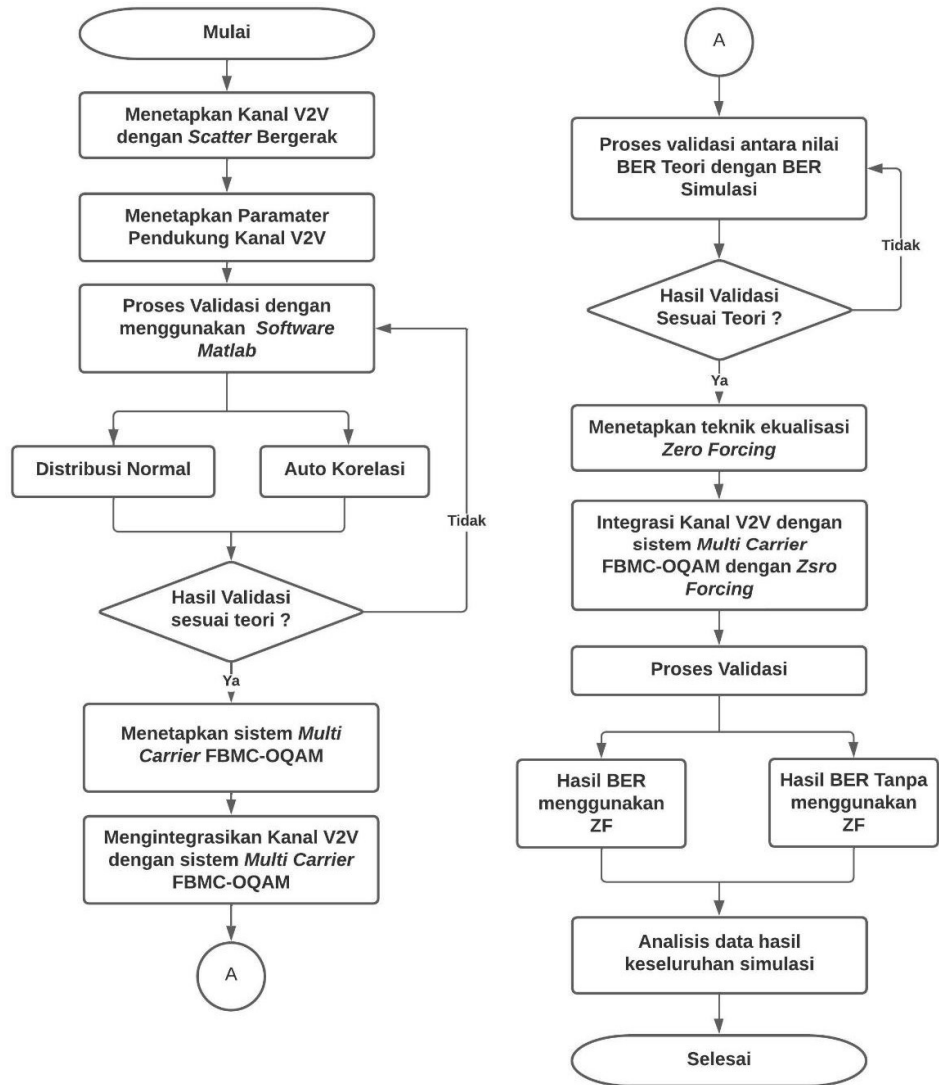 Mulai
Menetapkan Kanal V2V
dengan Scatter Bergerak
Menetapkan Paramater
Pendukung Kanal V2V
Proses Validasi dengan
menggunakan Software
Matlab
Distribusi Normal
Auto Korelasi
Tidak
Hasil Validasi
sesuai teori ?
Ya
Menetapkan sistem Multi
Carrier FBMC-OQAM
Mengintegrasikan Kanal V2V
dengan sistem Multi Carrier
FBMC-OQAM
A
A
Proses validasi antara nilai
BER Teori dengan BER
Simulasi
Tidak
Hasil Validasi
Sesuai Teori ?
Ya
Menetapkan teknik ekualisasi
Zero Forcing
Integrasi Kanal V2V dengan
sistem Multi Carrier
FBMC-OQAM dengan Zsro
Forcing
Proses Validasi
Hasil BER
menggunakan
ZF
Hasil BER Tanpa
menggunakan
ZF
Analisis data hasil
keseluruhan simulasi
Selesai